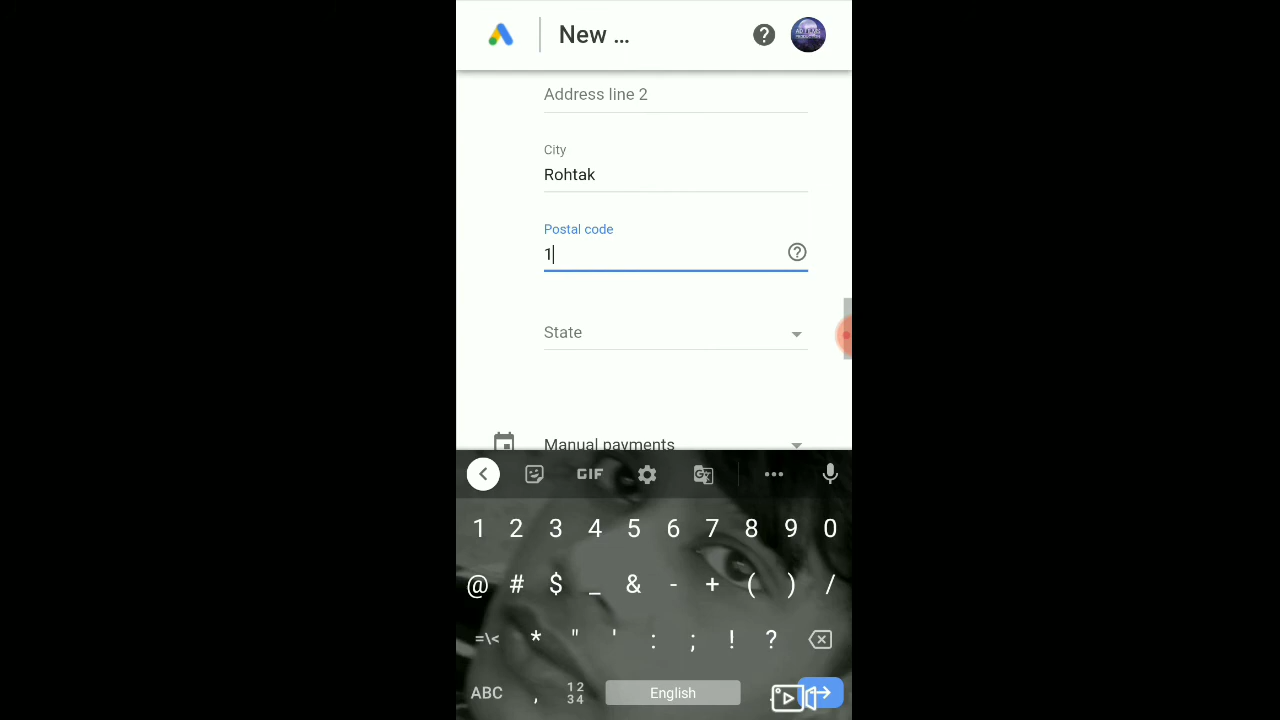 New ...
Address line 2
City
Rohtak
Postal code
1
State
Manual payments
GIF
1 2 3 4 5 6 7 8 9 0
@ # $ _ & - + ( ) /
=\< * " ' : ; ! ?
ABC , 12 34 English